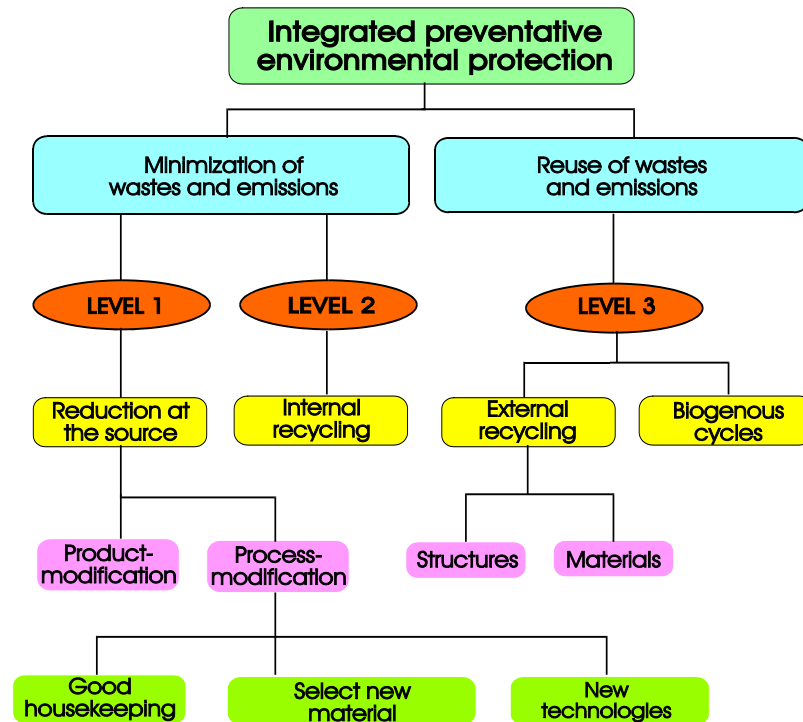 Integrated preventative
environmental protection
Minimization of
wastes and emissions
Reuse of wastes
and emissions
LEVEL 1
LEVEL 2
LEVEL 3
Reduction at
the source
Internal
recycling
External
recycling
Biogenous
cycles
Product-
modification
Process-
modification
Structures
Materials
Good
housekeeping
Select new
material
New
technologies